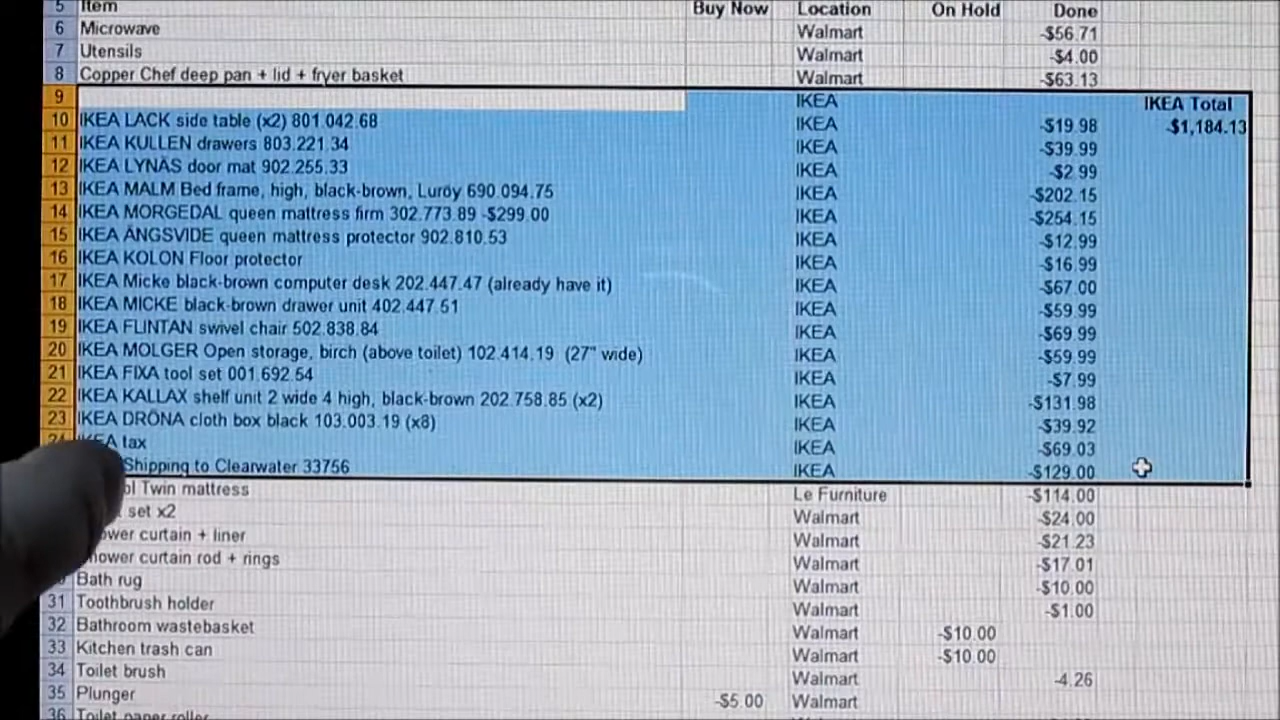 5 Item Buy Now Location On Hold Done
6 Microwave Walmart -$56.71
7 Utensils Walmart -$4.00
8 Copper Chef deep pan + lid + fryer basket Walmart -$63.13
9 IKEA IKEA Total
10 IKEA LACK side table (x2) 801.042.68 IKEA -$19.98 -$1,184.13
11 IKEA KULLEN drawers 803.221.34 IKEA -$39.99
12 IKEA LYNÄS door mat 902.255.33 IKEA -$2.99
13 IKEA MALM Bed frame, high, black-brown, Luröy 690.094.75 IKEA -$202.15
14 IKEA MORGEDAL queen mattress firm 302.773.89 -$299.00 IKEA -$254.15
15 IKEA ÄNGSVIDE queen mattress protector 902.810.53 IKEA -$12.99
16 IKEA KOLON Floor protector IKEA -$16.99
17 IKEA Micke black-brown computer desk 202.447.47 (already have it) IKEA -$67.00
18 IKEA MICKE black-brown drawer unit 402.447.51 IKEA -$59.99
19 IKEA FLINTAN swivel chair 502.838.84 IKEA -$69.99
20 IKEA MOLGER Open storage, birch (above toilet) 102.414.19 (27" wide) IKEA -$59.99
21 IKEA FIXA tool set 001.692.54 IKEA -$7.99
22 IKEA KALLAX shelf unit 2 wide 4 high, black-brown 202.758.85 (x2) IKEA -$131.98
23 IKEA DRÖNA cloth box black 103.003.19 (x8) IKEA -$39.92
24 IKEA tax IKEA -$69.03
Shipping to Clearwater 33756 IKEA -$129.00
Twin mattress Le Furniture -$114.00
set x2 Walmart -$24.00
curtain + liner Walmart -$21.23
curtain rod + rings Walmart -$17.01
Bath rug Walmart -$10.00
31 Toothbrush holder Walmart -$1.00
32 Bathroom wastebasket Walmart -$10.00
33 Kitchen trash can Walmart -$10.00
34 Toilet brush Walmart -4.26
35 Plunger -$5.00 Walmart
36 Toilet paper roller